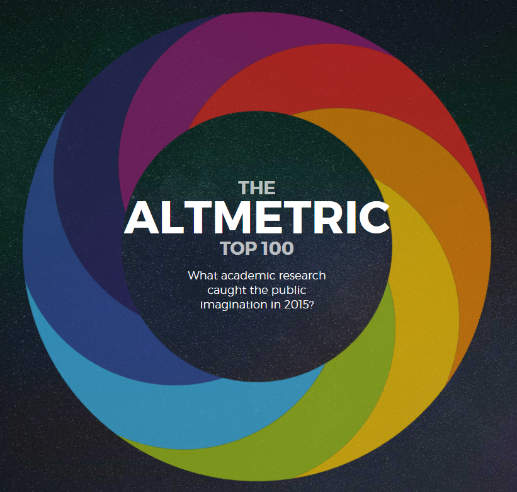 THE
ALTMETRIC
TOP 100
What academic research
caught the public
imagination in 2015?